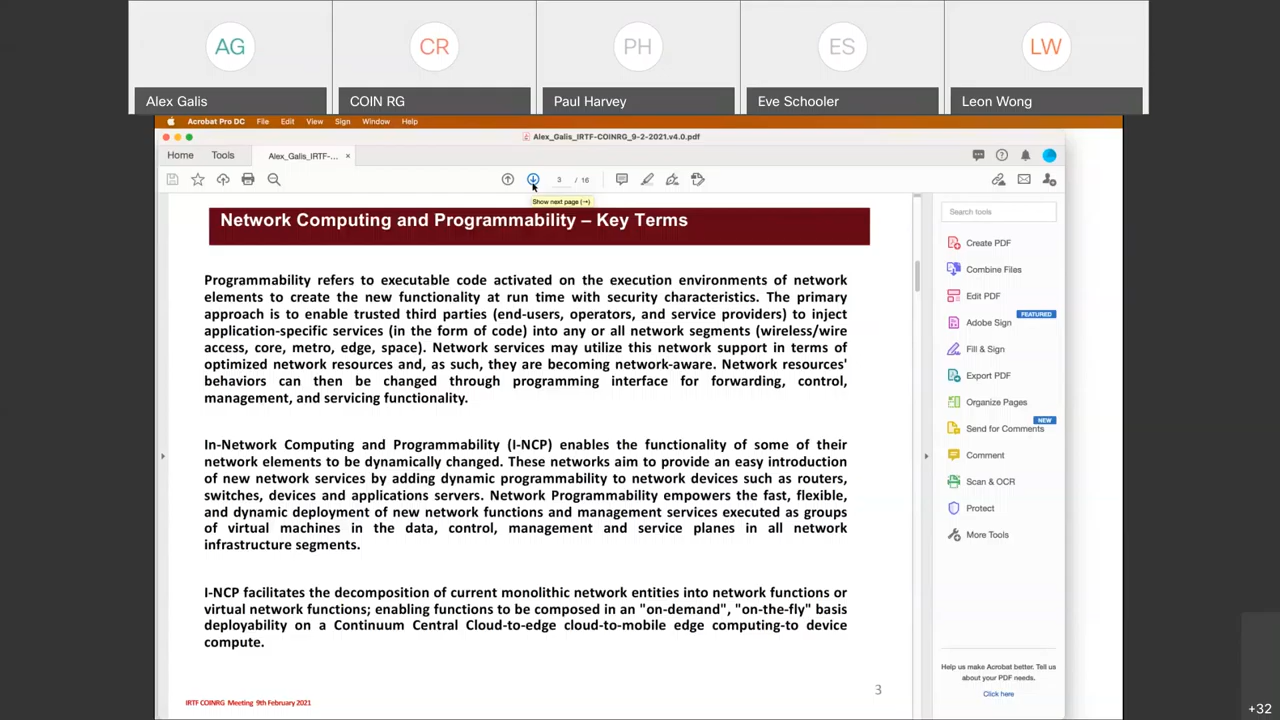 AG
CR
PH
ES
LW
Alex Galis
COIN RG
Paul Harvey
Eve Schooler
Leon Wong
Acrobat Pro DC File Edit View Sign Window Help
Alex_Galis_IRTF-COINRG_9-2-2021.v4.0.pdf
Home Tools Alex_Galis_IRTF-... ×
3 / 16
Show next page (→)
Network Computing and Programmability – Key Terms
Programmability refers to executable code activated on the execution environments of network
elements to create the new functionality at run time with security characteristics. The primary
approach is to enable trusted third parties (end-users, operators, and service providers) to inject
application-specific services (in the form of code) into any or all network segments (wireless/wire
access, core, metro, edge, space). Network services may utilize this network support in terms of
optimized network resources and, as such, they are becoming network-aware. Network resources'
behaviors can then be changed through programming interface for forwarding, control,
management, and servicing functionality.
In-Network Computing and Programmability (I-NCP) enables the functionality of some of their
network elements to be dynamically changed. These networks aim to provide an easy introduction
of new network services by adding dynamic programmability to network devices such as routers,
switches, devices and applications servers. Network Programmability empowers the fast, flexible,
and dynamic deployment of new network functions and management services executed as groups
of virtual machines in the data, control, management and service planes in all network
infrastructure segments.
I-NCP facilitates the decomposition of current monolithic network entities into network functions or
virtual network functions; enabling functions to be composed in an "on-demand", "on-the-fly" basis
deployability on a Continuum Central Cloud-to-edge cloud-to-mobile edge computing-to device
compute.
IRTF COINRG Meeting 9th February 2021
3
Search tools
Create PDF
Combine Files
Edit PDF
FEATURED
Adobe Sign
Fill & Sign
Export PDF
Organize Pages
NEW
Send for Comments
Comment
Scan & OCR
Protect
More Tools
Help us make Acrobat better. Tell us
about your PDF needs.
Click here
+32